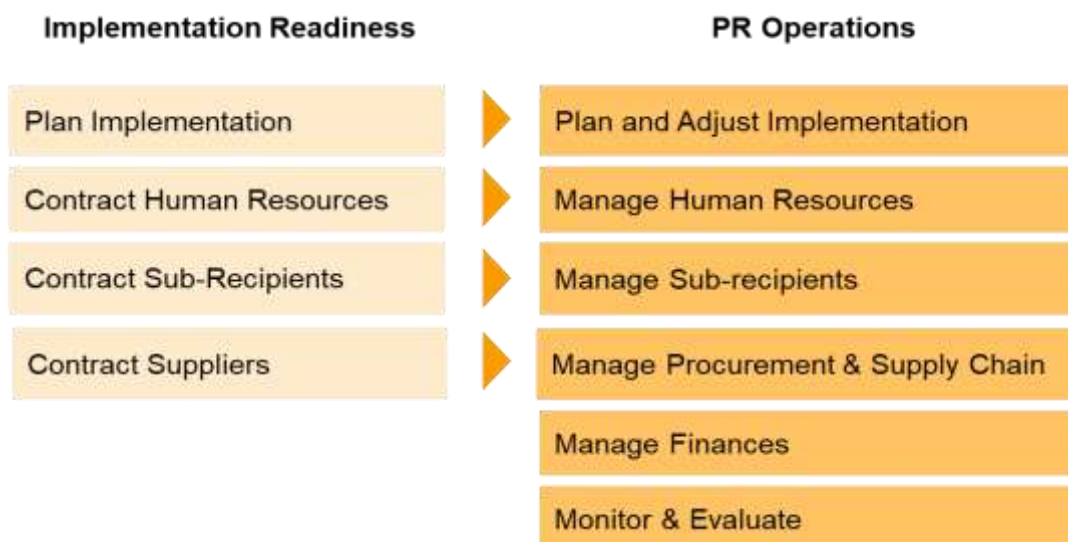 Implementation Readiness
PR Operations
Plan Implementation
Plan and Adjust Implementation
Contract Human Resources
Manage Human Resources
Contract Sub-Recipients
Manage Sub-recipients
Contract Suppliers
Manage Procurement & Supply Chain
Manage Finances
Monitor & Evaluate